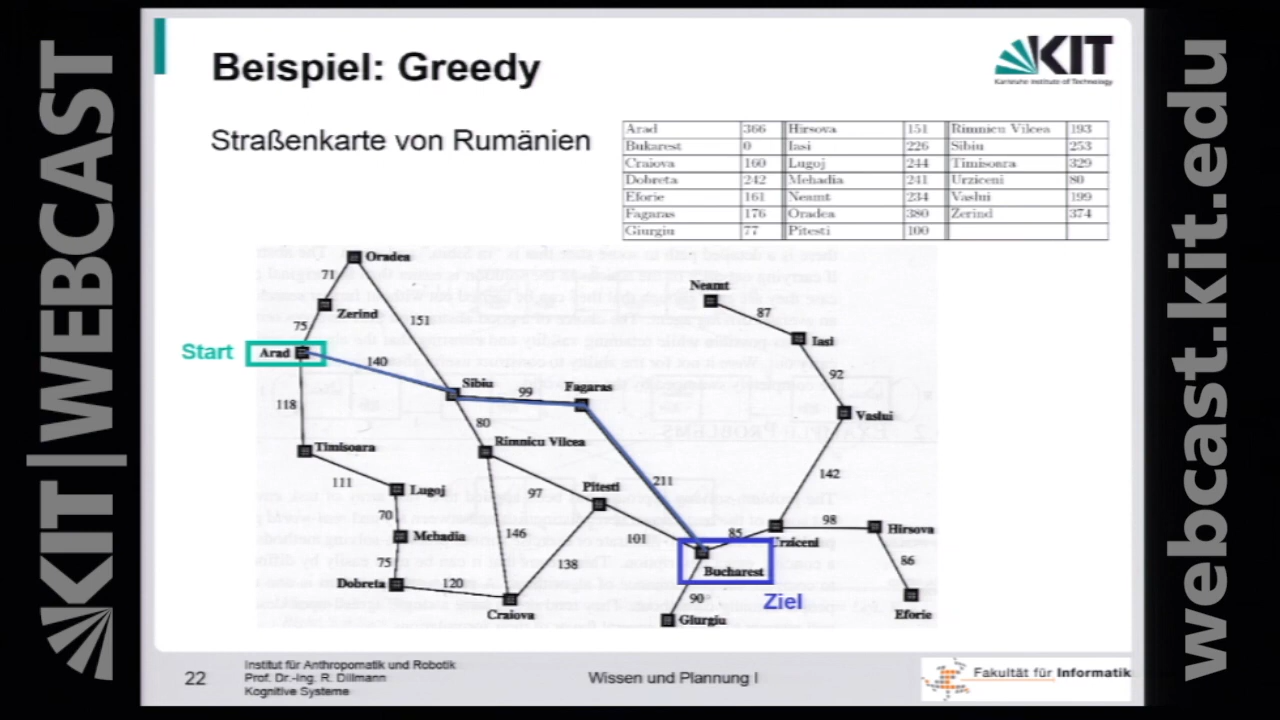 KIT | WEBCAST
Beispiel: Greedy
KIT
Karlsruhe Institute of Technology
Straßenkarte von Rumänien
Arad 366 Hirsova 151 Rimnicu Vilcea 193
Bukarest 0 Iasi 226 Sibiu 253
Craiova 160 Lugoj 244 Timisoara 329
Dobreta 242 Mehadia 241 Urziceni 80
Eforie 161 Neamt 234 Vaslui 199
Fagaras 176 Oradea 380 Zerind 374
Giurgiu 77 Pitesti 100
Oradea
71
Neamt
Zerind
87
151
75
Iasi
Start
Arad
140
92
Sibiu
99
Fagaras
118
Vaslui
80
Timisoara
Rimnicu Vilcea
142
111
211
Lugoj
97
Pitesti
70
98
Hirsova
146
101
85
Mehadia
Urziceni
86
75
138
Bucharest
Dobreta
120
90
Ziel
Craiova
Giurgiu
Eforie
22
Institut für Anthropomatik und Robotik
Prof. Dr.-Ing. R. Dillmann
Kognitive Systeme
Wissen und Planung I
Fakultät für Informatik
webcast.kit.edu